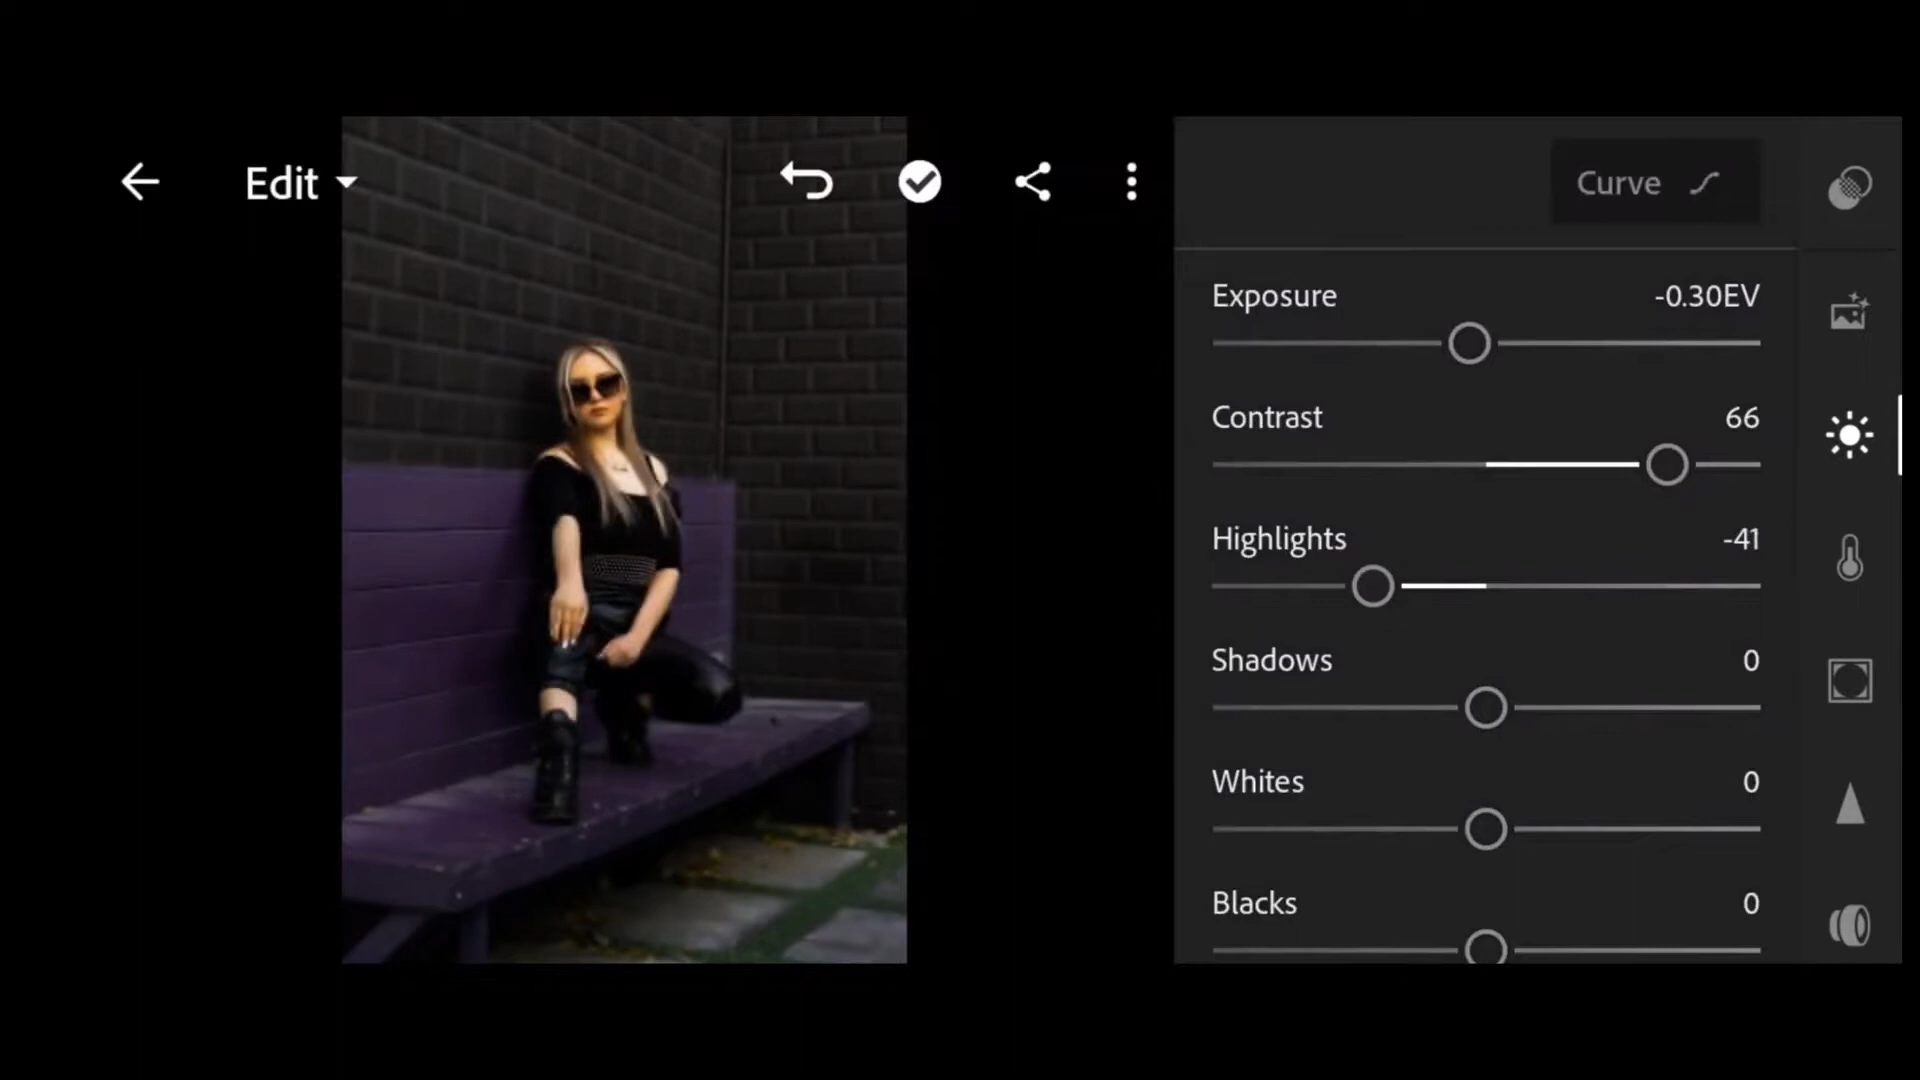 Edit
Curve
Exposure -0.30EV
Contrast 66
Highlights -41
Shadows 0
Whites 0
Blacks 0